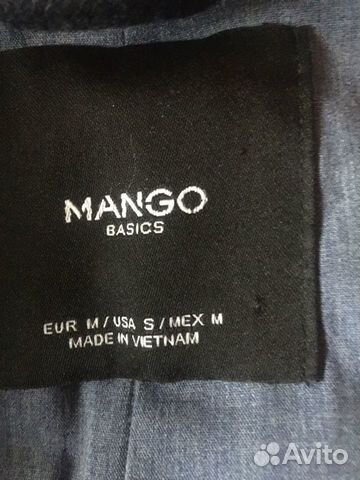 MANGO
BASICS
EUR M / USA S / MEX M
MADE IN VIETNAM
Avito